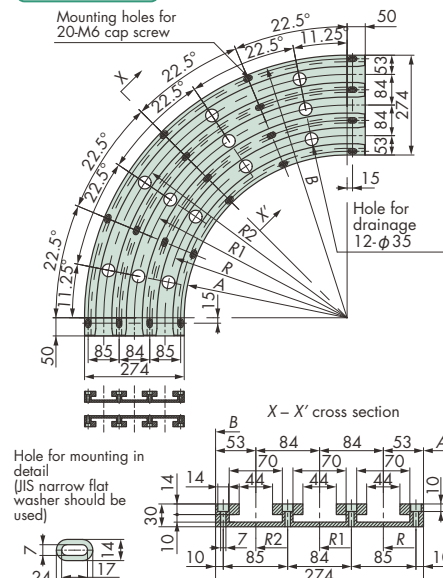 Mounting holes for
20-M6 cap screw
22.5°
50
11.25°
22.5°
22.5°
X
22.5°
53
84
274
84
53
22.5°
22.5°
B
15
X'
Hole for
drainage
12-ϕ35
R2
R1
R
A
22.5°
11.25°
15
50
85
84
85
274
X – X' cross section
B
53
84
84
53
A
Hole for mounting in
detail
(JIS narrow flat
washer should be
used)
14
14
70
70
10
44
44
44
30
10
7
R2
R1
R
10
85
84
85
10
274
7
14
24
17